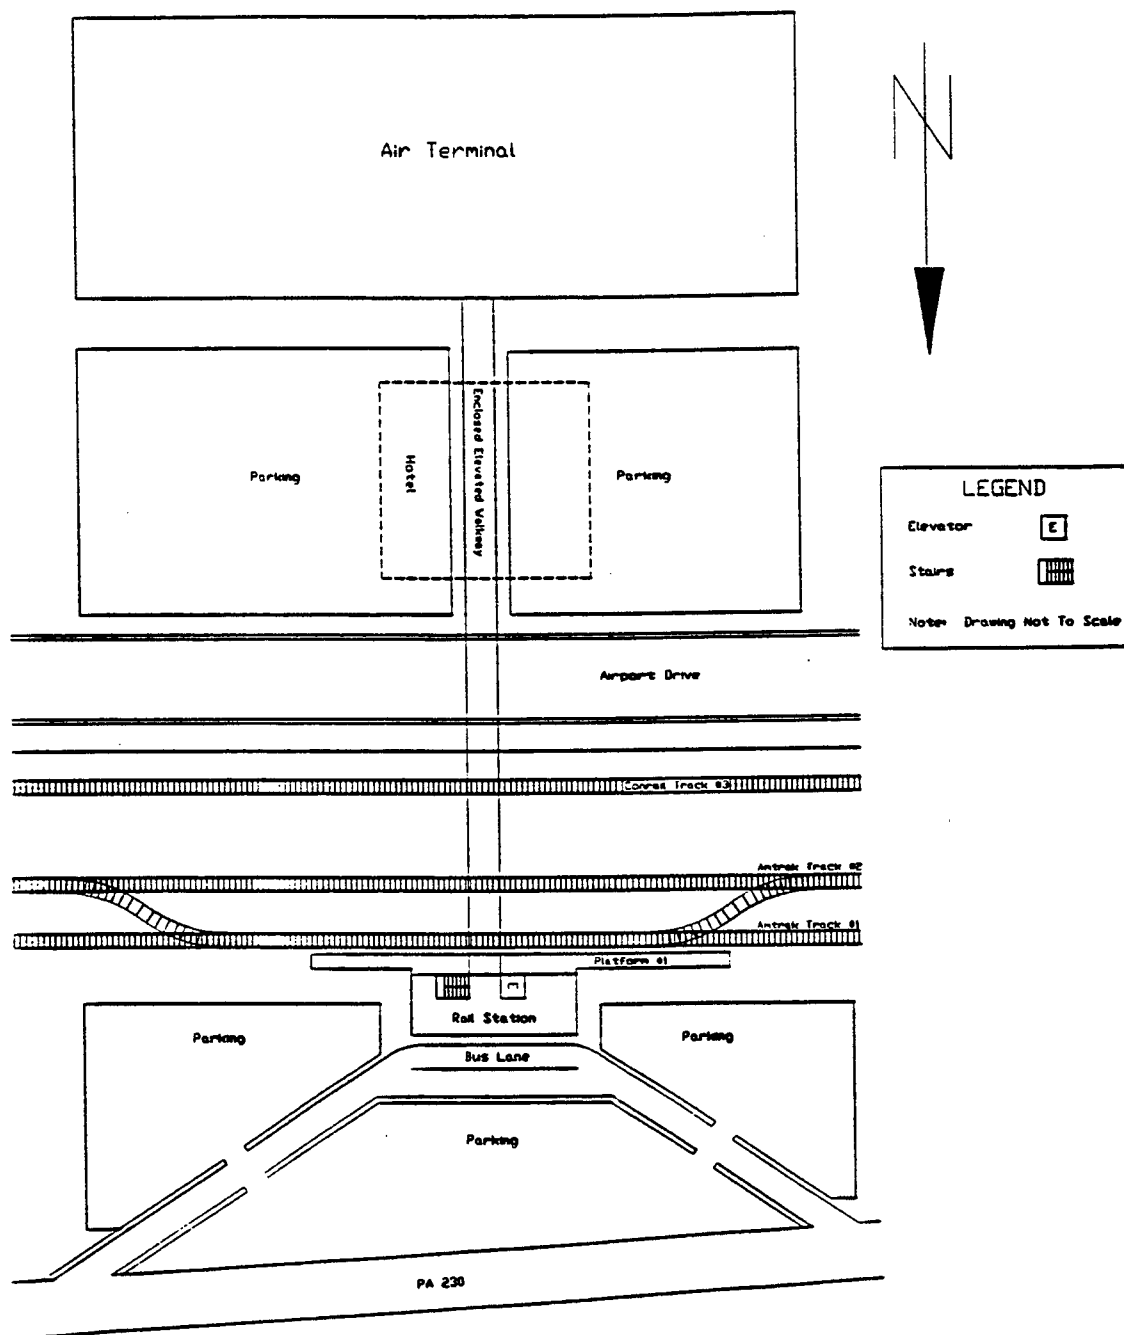 Air Terminal
N
Enclosed Elevated Walkway
Hotel
Parking
Parking
LEGEND
Elevator E
Stairs
Note: Drawing Not To Scale
Airport Drive
Conrail Track #3
Amtrak Track #2
Amtrak Track #1
Platform #1
E
Rail Station
Parking
Parking
Bus Lane
Parking
PA 230